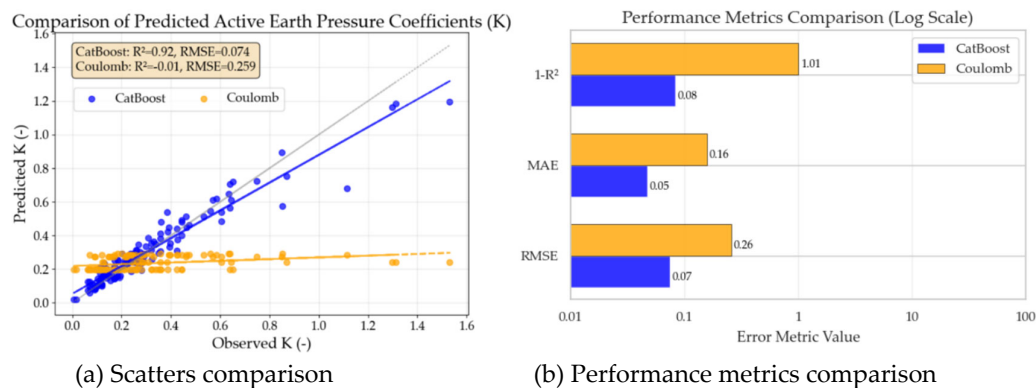 Comparison of Predicted Active Earth Pressure Coefficients (K)
CatBoost: R²=0.92, RMSE=0.074
Coulomb: R²=-0.01, RMSE=0.259
CatBoost
Coulomb
1.6
1.4
1.2
1.0
0.8
0.6
0.4
0.2
0.0
Predicted K (-)
0.0 0.2 0.4 0.6 0.8 1.0 1.2 1.4 1.6
Observed K (-)
(a) Scatters comparison
Performance Metrics Comparison (Log Scale)
CatBoost
Coulomb
1-R²
1.01
0.08
MAE
0.16
0.05
RMSE
0.26
0.07
0.01 0.1 1 10 100
Error Metric Value
(b) Performance metrics comparison